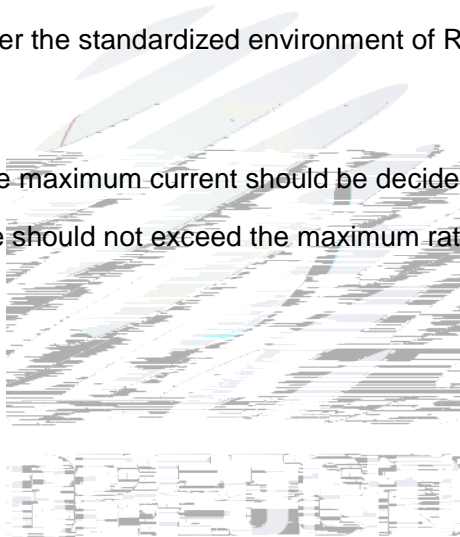 er the standardized environment of R
e maximum current should be decide
e should not exceed the maximum rat